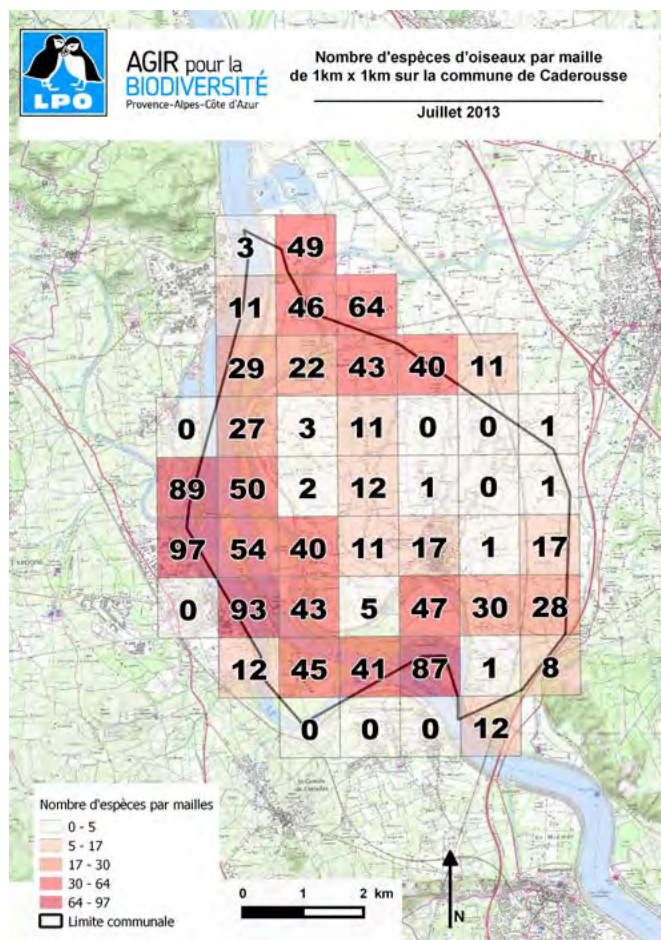 LPO
AGIR pour la
BIODIVERSITÉ
Provence-Alpes-Côte d'Azur
Nombre d'espèces d'oiseaux par maille
de 1km x 1km sur la commune de Caderousse
Juillet 2013
3 49
11 46 64
29 22 43 40 11
0 27 3 11 0 0 1
89 50 2 12 1 0 1
97 54 40 11 17 1 17
0 93 43 5 47 30 28
12 45 41 87 1 8
0 0 0 12
Nombre d'espèces par mailles
0 - 5
5 - 17
17 - 30
30 - 64
64 - 97
Limite communale
0 1 2 km
N